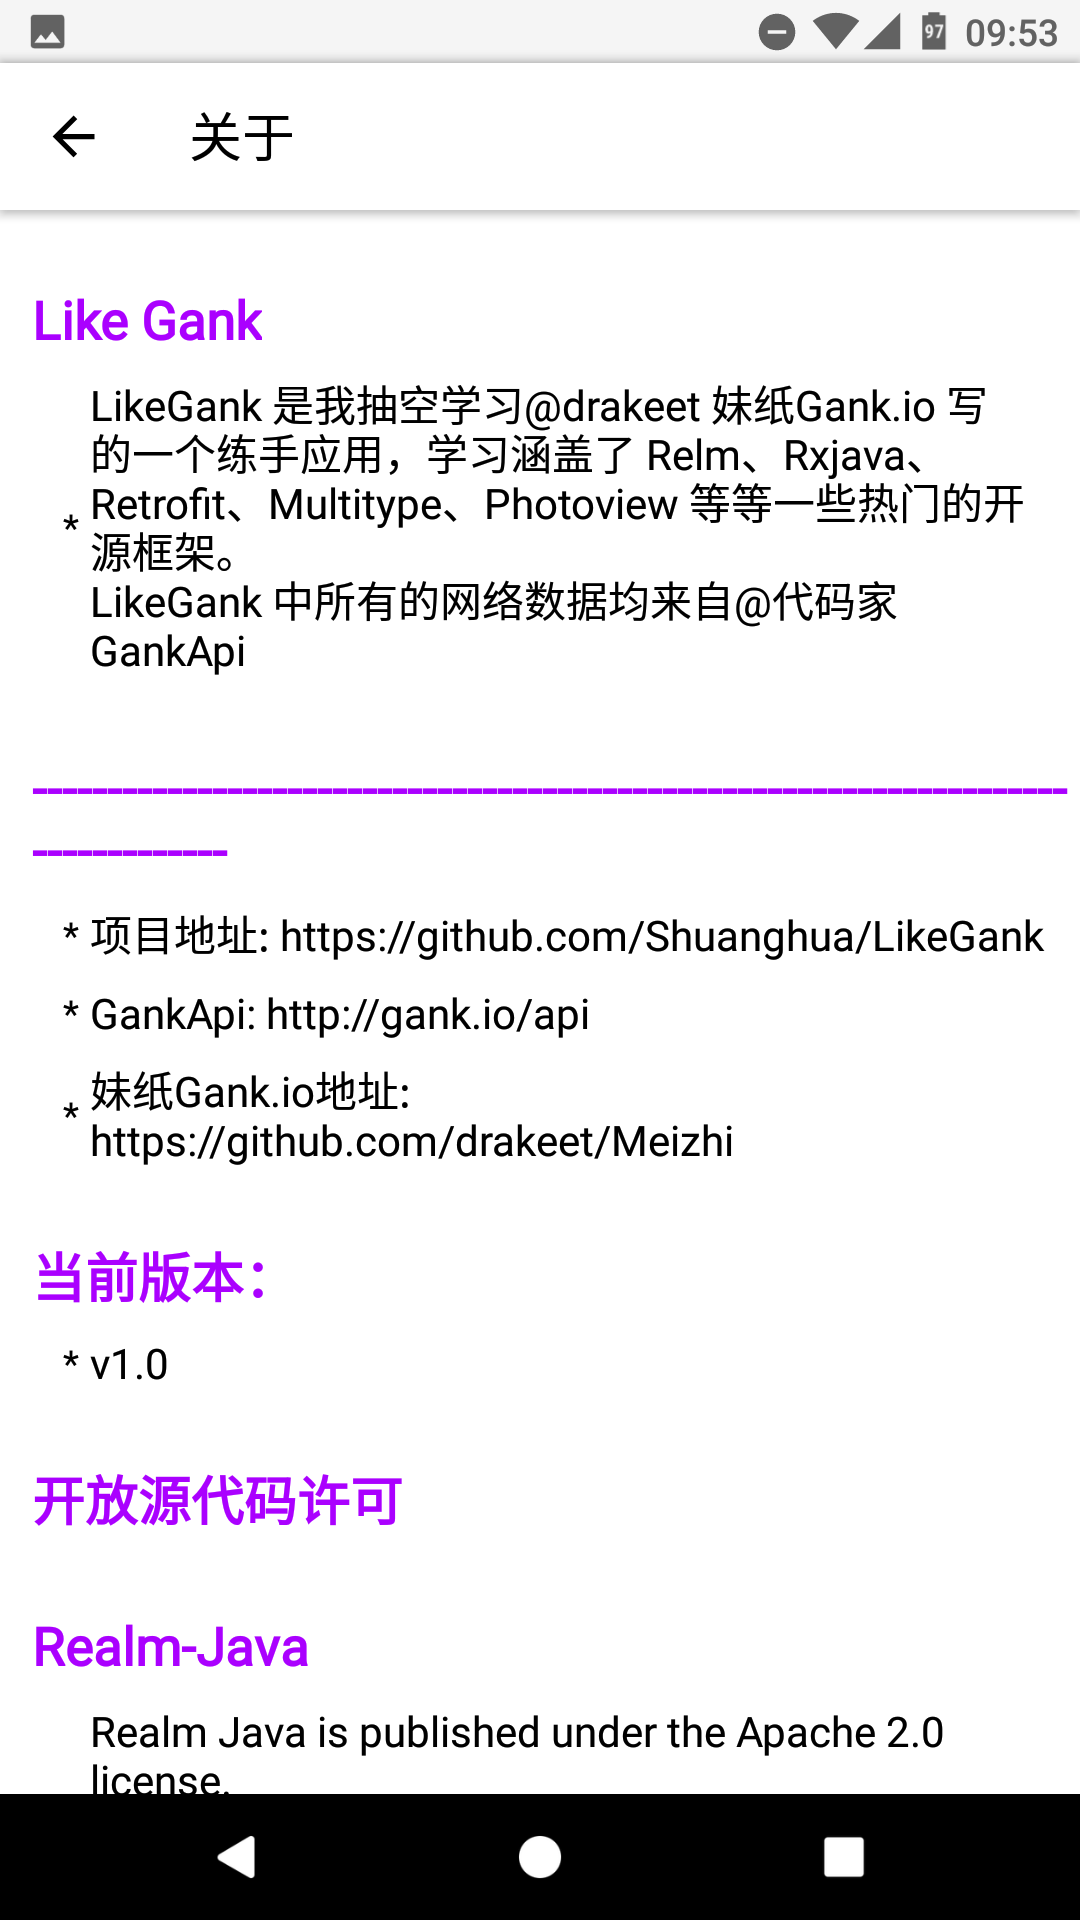 97 09:53
关于
Like Gank
LikeGank 是我抽空学习@drakeet 妹纸Gank.io 写
的一个练手应用，学习涵盖了 Relm、Rxjava、
Retrofit、Multitype、Photoview 等等一些热门的开
* 源框架。
LikeGank 中所有的网络数据均来自@代码家
GankApi
---------------------------------------------------------------------
-------------
* 项目地址: https://github.com/Shuanghua/LikeGank
* GankApi: http://gank.io/api
* 妹纸Gank.io地址:
https://github.com/drakeet/Meizhi
当前版本：
* v1.0
开放源代码许可
Realm-Java
Realm Java is published under the Apache 2.0
license.